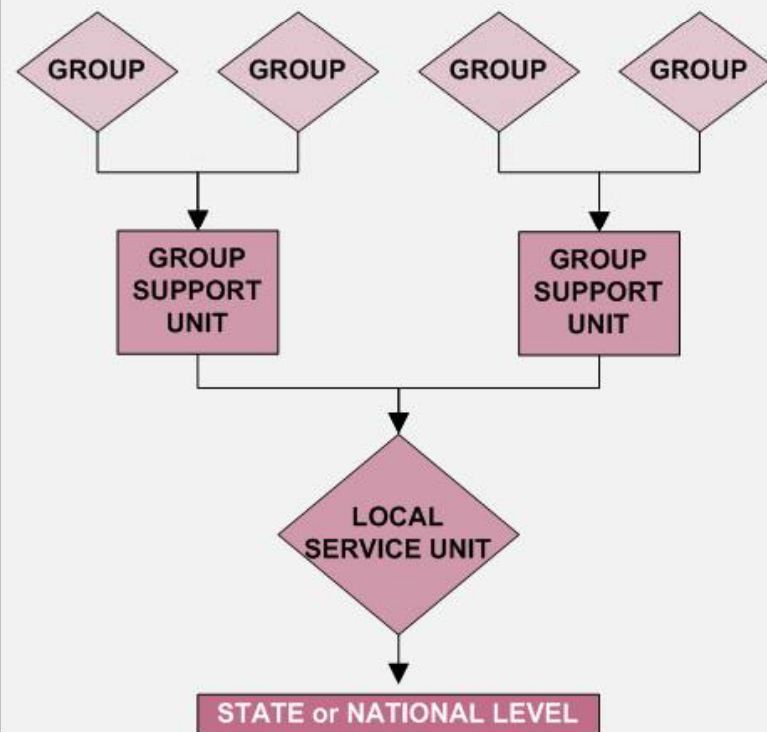 GROUP GROUP GROUP GROUP
GROUP
SUPPORT
UNIT
GROUP
SUPPORT
UNIT
LOCAL
SERVICE UNIT
STATE or NATIONAL LEVEL